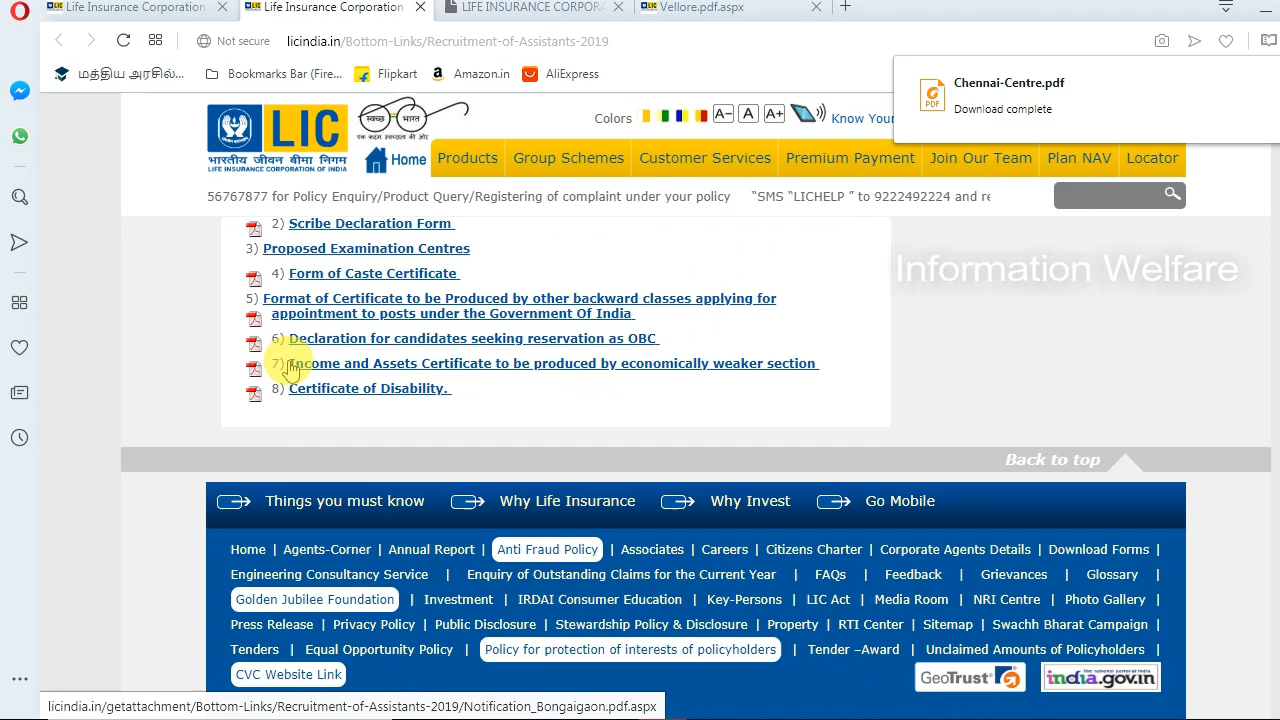 Life Insurance Corporation
Life Insurance Corporation
LIFE INSURANCE CORPORA
Vellore.pdf.aspx
Not secure
licindia.in/Bottom-Links/Recruitment-of-Assistants-2019
மத்திய அரசில்...
Bookmarks Bar (Fire...
Flipkart
Amazon.in
AliExpress
Chennai-Centre.pdf
Download complete
LIC
भारतीय जीवन बीमा निगम
LIFE INSURANCE CORPORATION OF INDIA
स्वच्छ भारत
एक कदम स्वच्छता की ओर
Colors
A− A A+
Know Your
Home
Products
Group Schemes
Customer Services
Premium Payment
Join Our Team
Plan NAV
Locator
56767877 for Policy Enquiry/Product Query/Registering of complaint under your policy “SMS “LICHELP ” to 9222492224 and re
2) Scribe Declaration Form
3) Proposed Examination Centres
4) Form of Caste Certificate
5) Format of Certificate to be Produced by other backward classes applying for
appointment to posts under the Government Of India
6) Declaration for candidates seeking reservation as OBC
7) Income and Assets Certificate to be produced by economically weaker section
8) Certificate of Disability.
Information Welfare
Back to top
Things you must know
Why Life Insurance
Why Invest
Go Mobile
Home | Agents-Corner | Annual Report | Anti Fraud Policy | Associates | Careers | Citizens Charter | Corporate Agents Details | Download Forms |
Engineering Consultancy Service | Enquiry of Outstanding Claims for the Current Year | FAQs | Feedback | Grievances | Glossary |
Golden Jubilee Foundation | Investment | IRDAI Consumer Education | Key-Persons | LIC Act | Media Room | NRI Centre | Photo Gallery |
Press Release | Privacy Policy | Public Disclosure | Stewardship Policy & Disclosure | Property | RTI Center | Sitemap | Swachh Bharat Campaign |
Tenders | Equal Opportunity Policy | Policy for protection of interests of policyholders | Tender –Award | Unclaimed Amounts of Policyholders |
CVC Website Link
GeoTrust
india.gov.in
licindia.in/getattachment/Bottom-Links/Recruitment-of-Assistants-2019/Notification_Bongaigaon.pdf.aspx